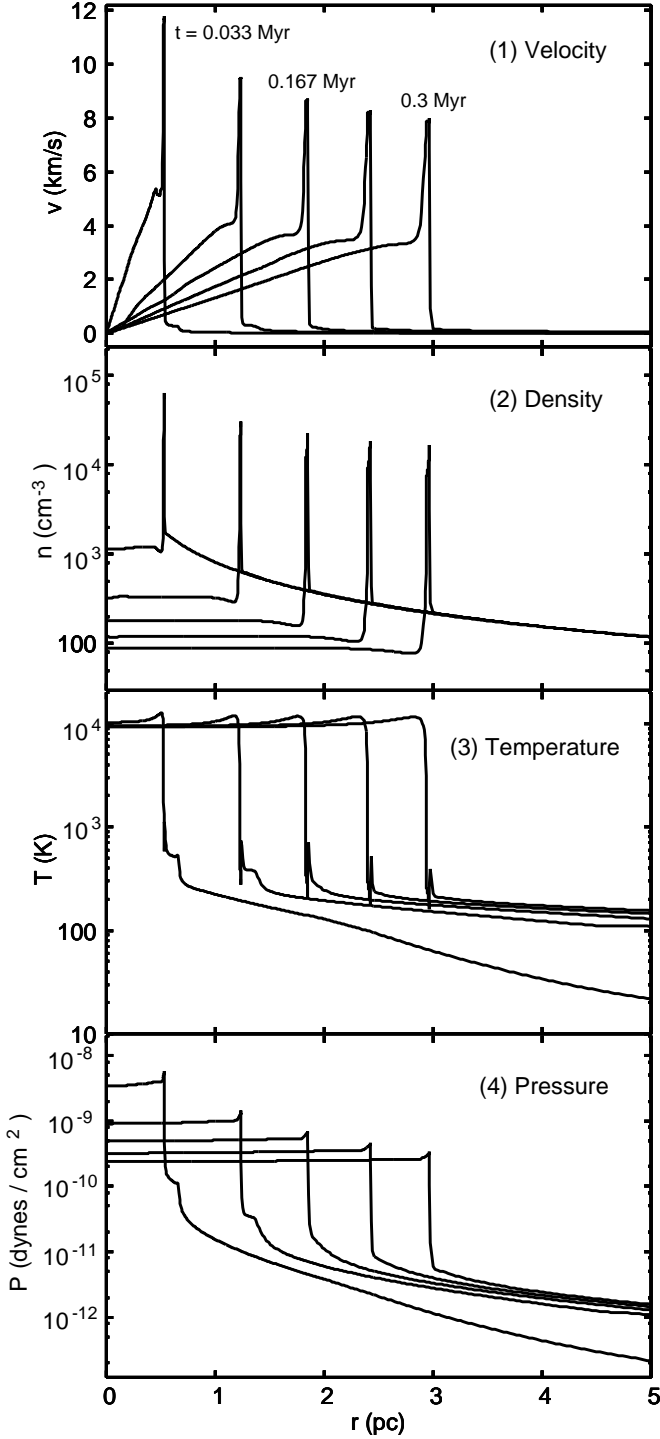 12
10
8
6
4
2
0
v (km/s)
t = 0.033 Myr
0.167 Myr
0.3 Myr
(1) Velocity
10^5
10^4
10^3
100
n (cm^-3 )
(2) Density
10^4
10^3
100
10
T (K)
(3) Temperature
10^-8
10^-9
10^-10
10^-11
10^-12
P (dynes / cm^2 )
(4) Pressure
0 1 2 3 4 5
r (pc)